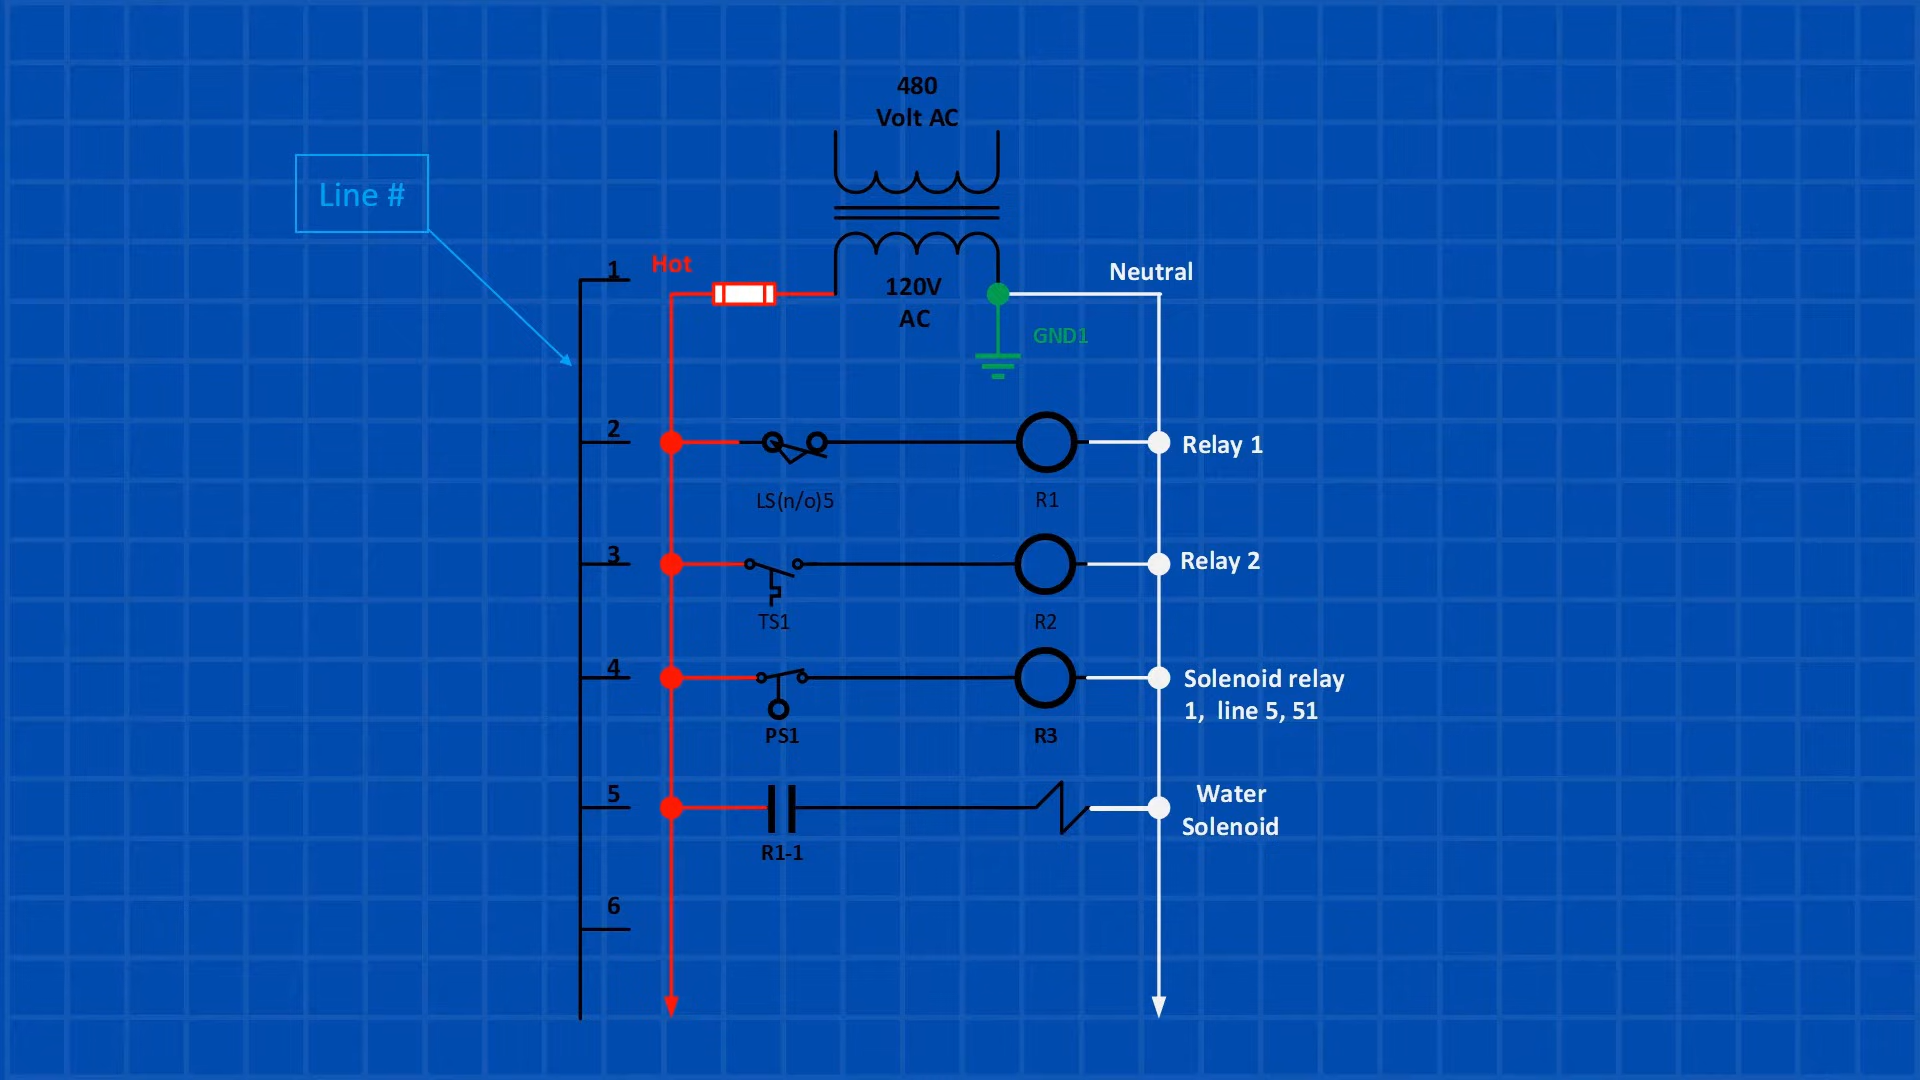 480
Volt AC
Line #
1
Hot
120V
AC
Neutral
GND1
2
LS(n/o)5
R1
Relay 1
3
TS1
R2
Relay 2
4
PS1
R3
Solenoid relay
1,  line 5, 51
5
R1-1
Water
Solenoid
6